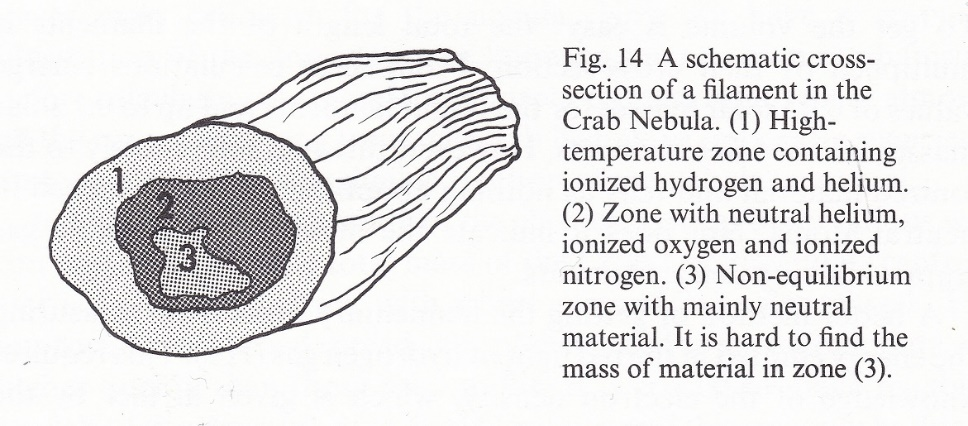 1
2
3
Fig. 14 A schematic cross-
section of a filament in the
Crab Nebula. (1) High-
temperature zone containing
ionized hydrogen and helium.
(2) Zone with neutral helium,
ionized oxygen and ionized
nitrogen. (3) Non-equilibrium
zone with mainly neutral
material. It is hard to find the
mass of material in zone (3).